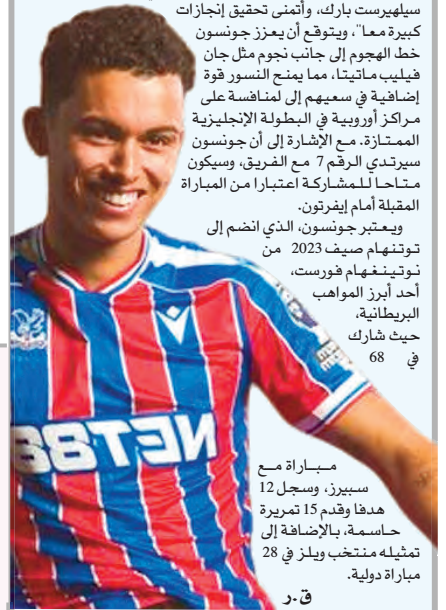 سيلهيرست بارك، وأتمنى تحقيق إنجازات
كبيرة معا"، ويتوقع أن يعزز جونسون
خط الهجوم إلى جانب نجوم مثل جان
فيليب ماتيتا، مما يمنح النسور قوة
إضافية في سعيهم إلى لمنافسة على
مراكز أوروبية في البطولة الإنجليزية
الممتازة. مع الإشارة إلى أن جونسون
سيرتدي الرقم 7 مع الفريق، وسيكون
متاحا للمشاركة اعتبارا من المباراة
المقبلة أمام إيفرتون.
ويعتبر جونسون، الذي انضم إلى
توتنهام صيف 2023 من
نوتينغهام فورست،
أحد أبرز المواهب
البريطانية،
حيث شارك
في 68
NET88
مباراة مع
سبيرز، وسجل 12
هدفا وقدم 15 تمريرة
حاسمة، بالإضافة إلى
تمثيله منتخب ويلز في 28
مباراة دولية.
ق.ر